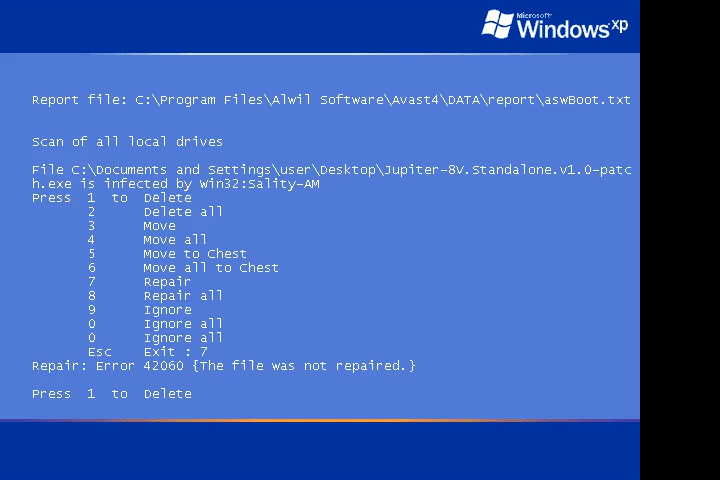 Microsoft
Windows xp
Report file: C:\Program Files\Alwil Software\Avast4\DATA\report\aswBoot.txt
Scan of all local drives
File C:\Documents and Settings\user\Desktop\Jupiter-8V.Standalone.v1.0-patc
h.exe is infected by Win32:Sality-AM
Press 1 to Delete
2 Delete all
3 Move
4 Move all
5 Move to Chest
6 Move all to Chest
7 Repair
8 Repair all
9 Ignore
0 Ignore all
0 Ignore all
Esc Exit : 7
Repair: Error 42060 {The file was not repaired.}
Press 1 to Delete